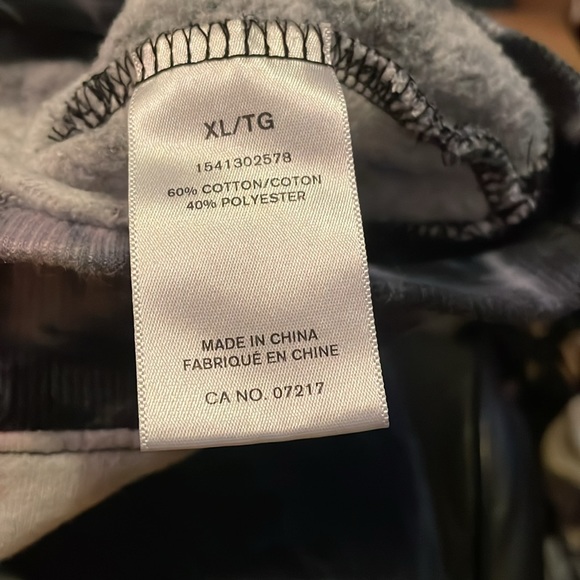 XL/TG
1541302578
60% COTTON/COTON
40% POLYESTER
MADE IN CHINA
FABRIQUÉ EN CHINE
CA NO. 07217